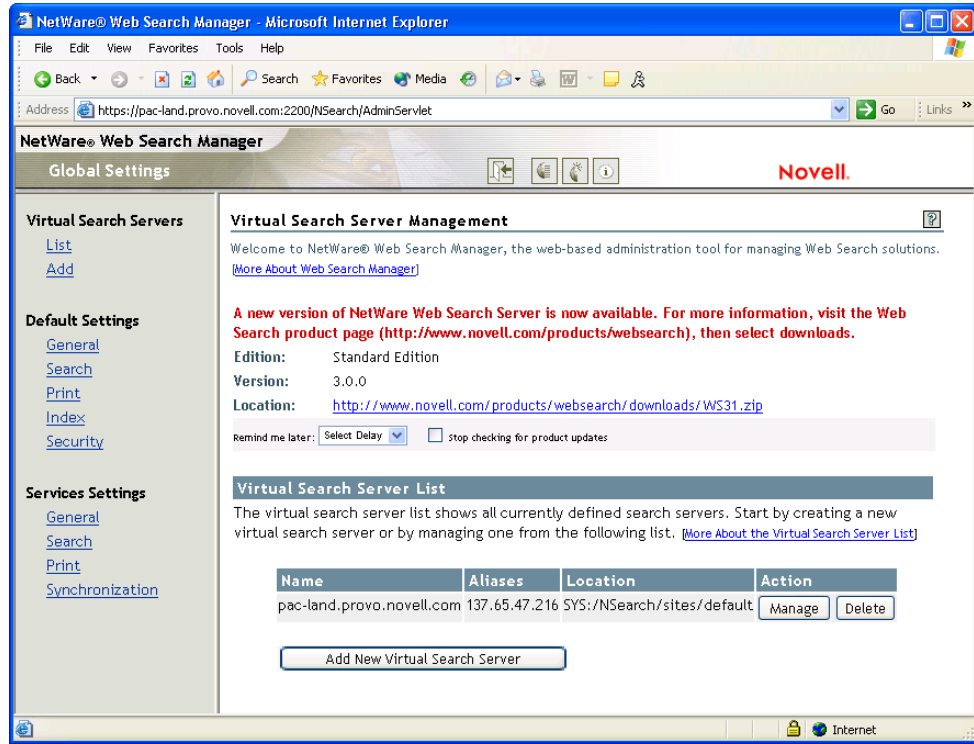 NetWare® Web Search Manager - Microsoft Internet Explorer
File Edit View Favorites Tools Help
Back Search Favorites Media
Address https://pac-land.provo.novell.com:2200/NSearch/AdminServlet Go Links »
NetWare® Web Search Manager
Global Settings
Novell.
Virtual Search Servers
List
Add
Default Settings
General
Search
Print
Index
Security
Services Settings
General
Search
Print
Synchronization
Virtual Search Server Management
Welcome to NetWare® Web Search Manager, the web-based administration tool for managing Web Search solutions.
[More About Web Search Manager]
A new version of NetWare Web Search Server is now available. For more information, visit the Web
Search product page (http://www.novell.com/products/websearch), then select downloads.
Edition: Standard Edition
Version: 3.0.0
Location: http://www.novell.com/products/websearch/downloads/WS31.zip
Remind me later: Select Delay Stop checking for product updates
Virtual Search Server List
The virtual search server list shows all currently defined search servers. Start by creating a new
virtual search server or by managing one from the following list. [More About the Virtual Search Server List]
Name Aliases Location Action
pac-land.provo.novell.com 137.65.47.216 SYS:/NSearch/sites/default Manage Delete
Add New Virtual Search Server
Internet